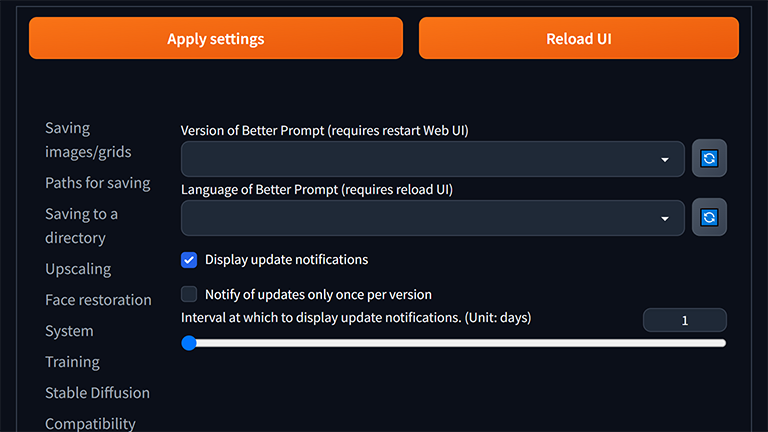 Apply settings
Reload UI
Saving
images/grids
Paths for saving
Saving to a
directory
Upscaling
Face restoration
System
Training
Stable Diffusion
Compatibility
Version of Better Prompt (requires restart Web UI)
Language of Better Prompt (requires reload UI)
Display update notifications
Notify of updates only once per version
Interval at which to display update notifications. (Unit: days)
1